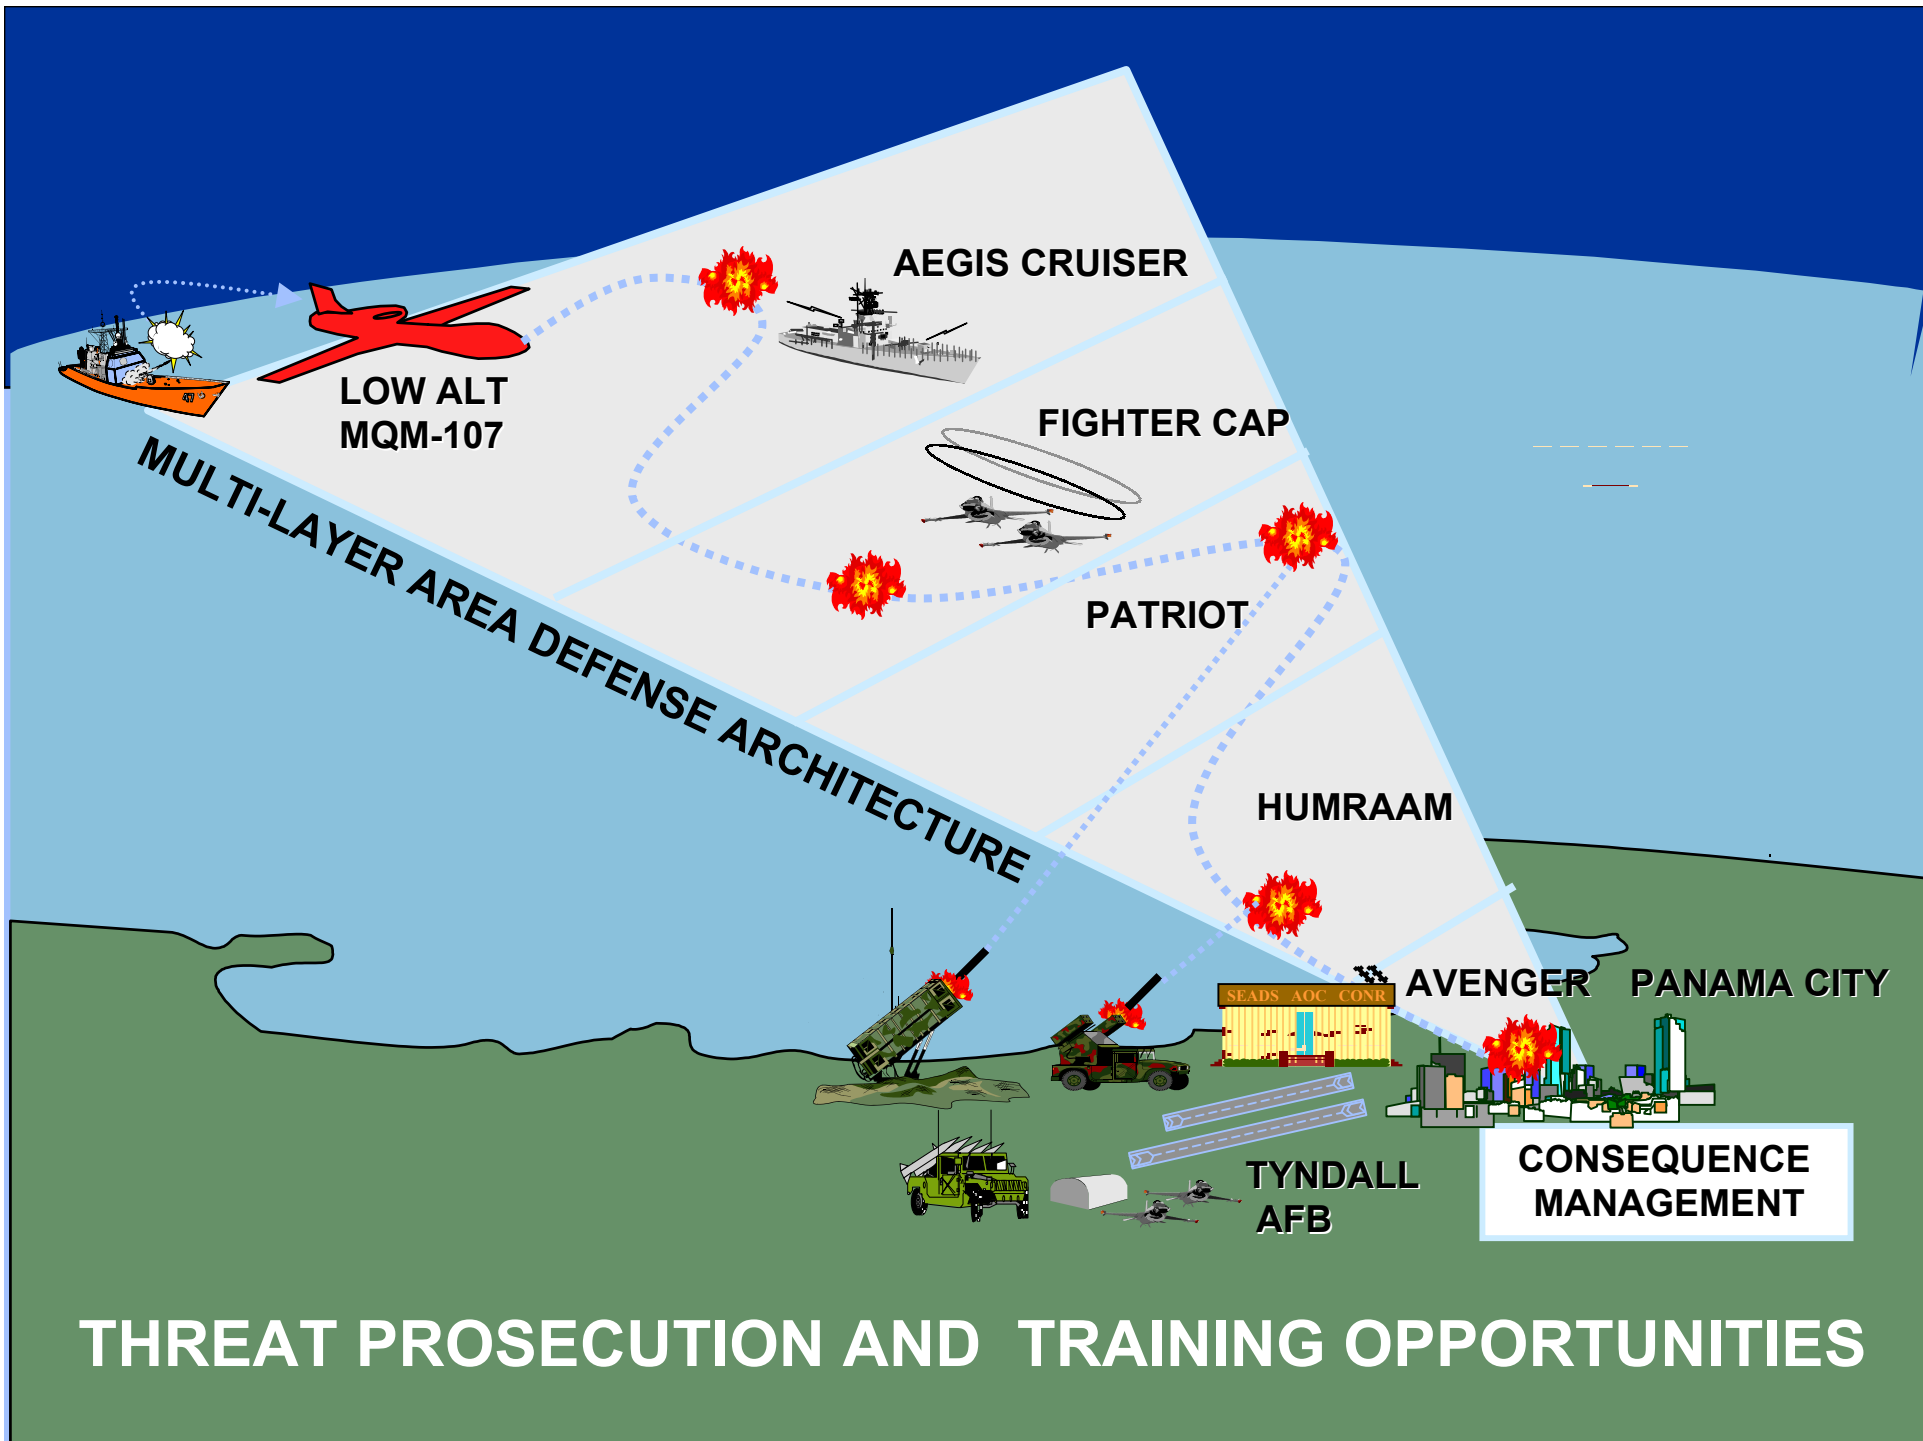 AEGIS CRUISER
LOW ALT
MQM-107
FIGHTER CAP
MULTI-LAYER AREA DEFENSE ARCHITECTURE
PATRIOT
HUMRAAM
AVENGER
PANAMA CITY
SEADS AOC CONR
CONSEQUENCE
MANAGEMENT
TYNDALL
AFB
THREAT PROSECUTION AND TRAINING OPPORTUNITIES